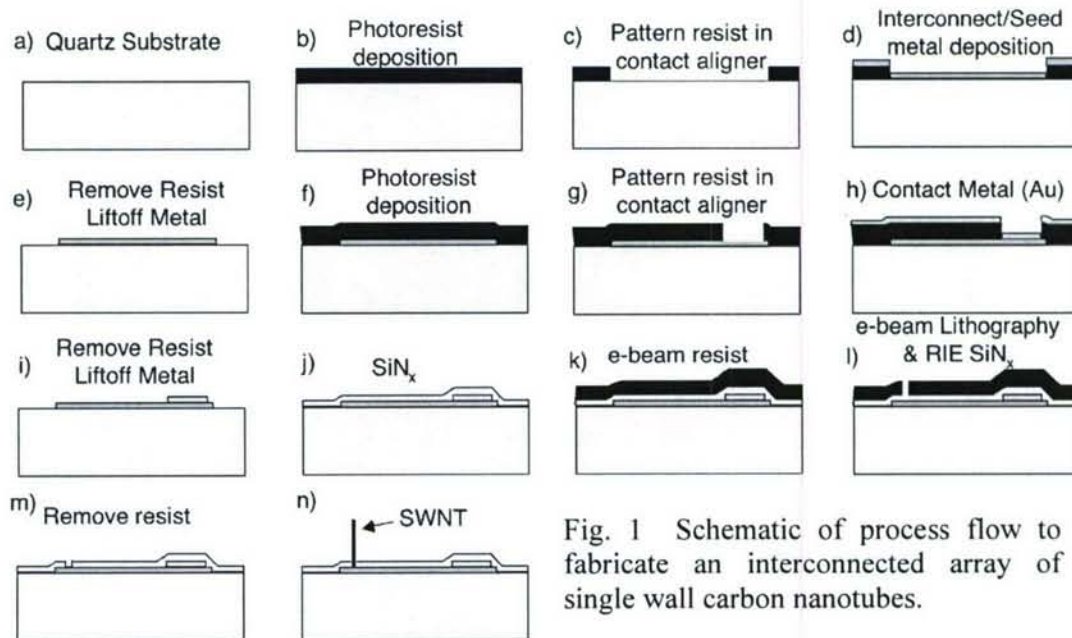 a) Quartz Substrate
b) Photoresist
deposition
c) Pattern resist in
contact aligner
d) Interconnect/Seed
metal deposition
e) Remove Resist
Liftoff Metal
f) Photoresist
deposition
g) Pattern resist in
contact aligner
h) Contact Metal (Au)
i) Remove Resist
Liftoff Metal
j) SiNx
k) e-beam resist
l) e-beam Lithography
& RIE SiNx
m) Remove resist
n) SWNT
Fig. 1 Schematic of process flow to
fabricate an interconnected array of
single wall carbon nanotubes.